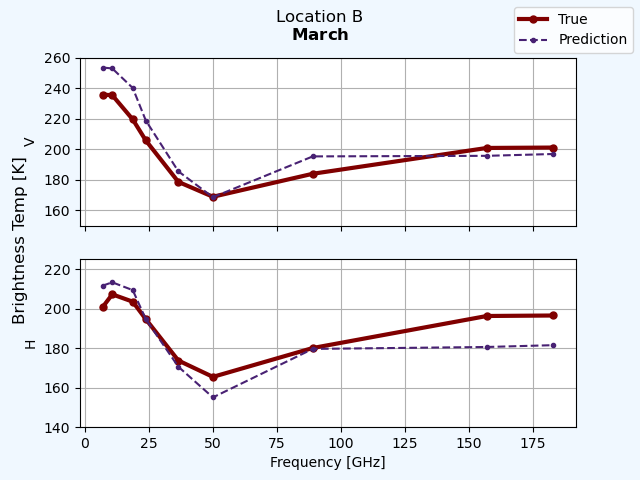 Location B
March
True
Prediction
260
240
220
200
180
160
V
Brightness Temp [K]
220
200
180
160
140
H
0 25 50 75 100 125 150 175
Frequency [GHz]